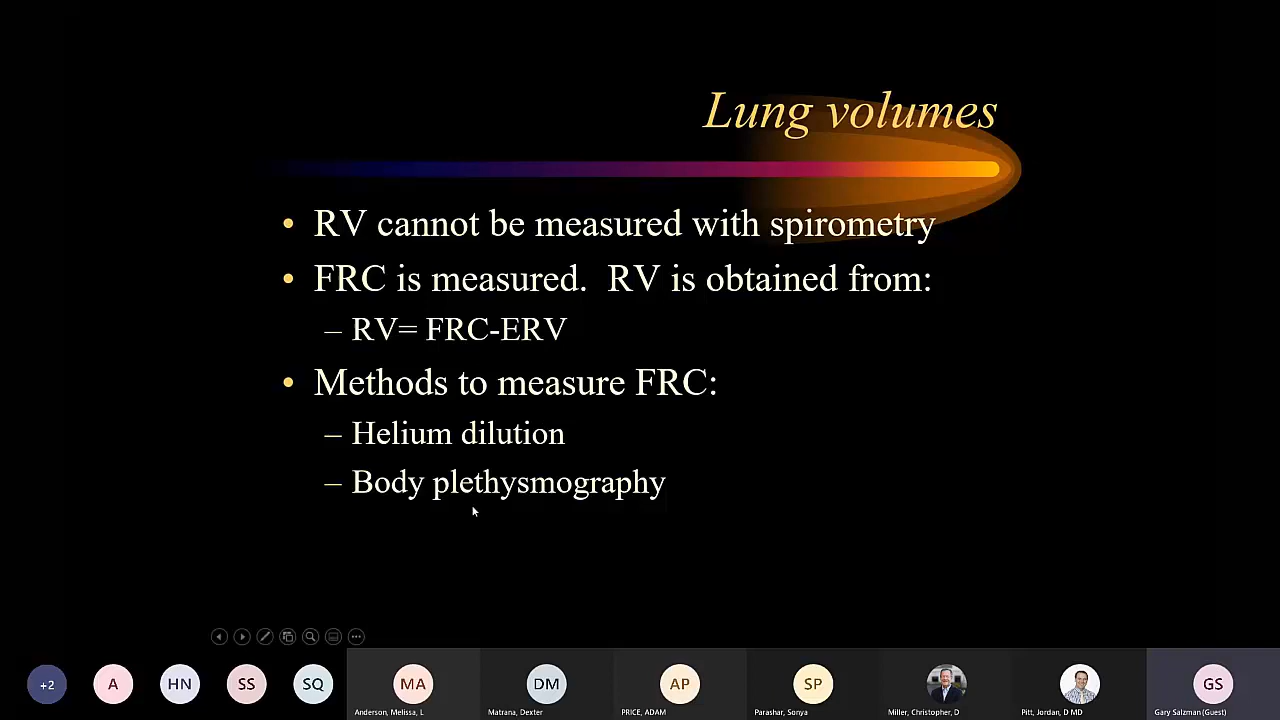 Lung volumes
• RV cannot be measured with spirometry
• FRC is measured.  RV is obtained from:
– RV= FRC-ERV
• Methods to measure FRC:
– Helium dilution
– Body plethysmography
+2
A
HN
SS
SQ
MA
DM
AP
SP
GS
Anderson, Melissa, L
Matrana, Dexter
PRICE, ADAM
Parashar, Sonya
Miller, Christopher, D
Pitt, Jordan, D MD
Gary Salzman (Guest)